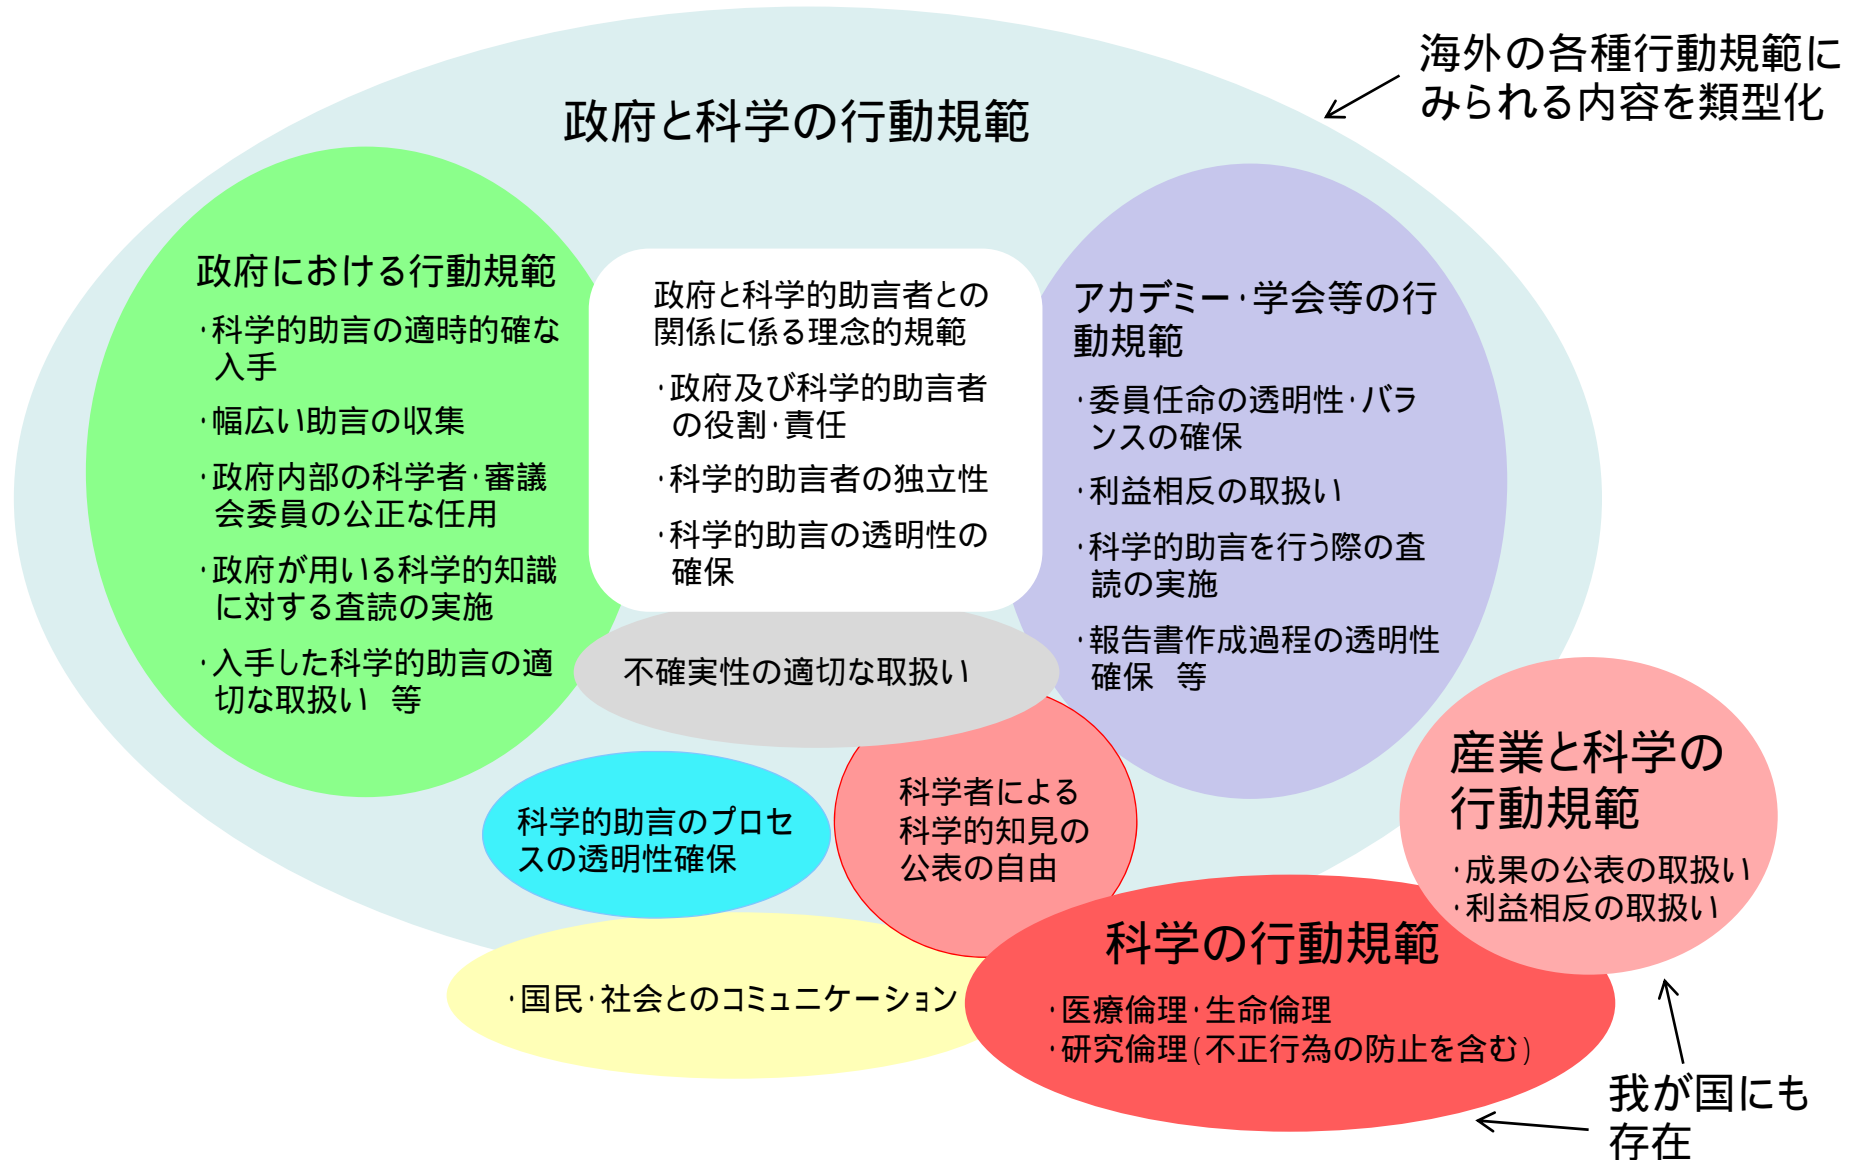 海外の各種行動規範に
みられる内容を類型化
政府と科学の行動規範
政府における行動規範
・科学的助言の適時的確な
入手
・幅広い助言の収集
・政府内部の科学者・審議
会委員の公正な任用
・政府が用いる科学的知識
に対する査読の実施
・入手した科学的助言の適
切な取扱い 等
政府と科学的助言者との
関係に係る理念的規範
・政府及び科学的助言者
の役割・責任
・科学的助言者の独立性
・科学的助言の透明性の
確保
アカデミー・学会等の行
動規範
・委員任命の透明性・バラ
ンスの確保
・利益相反の取扱い
・科学的助言を行う際の査
読の実施
・報告書作成過程の透明性
確保 等
不確実性の適切な取扱い
科学的助言のプロセ
スの透明性確保
科学者による
科学的知見の
公表の自由
産業と科学の
行動規範
・成果の公表の取扱い
・利益相反の取扱い
科学の行動規範
・医療倫理・生命倫理
・研究倫理(不正行為の防止を含む)
・国民・社会とのコミュニケーション
我が国にも
存在